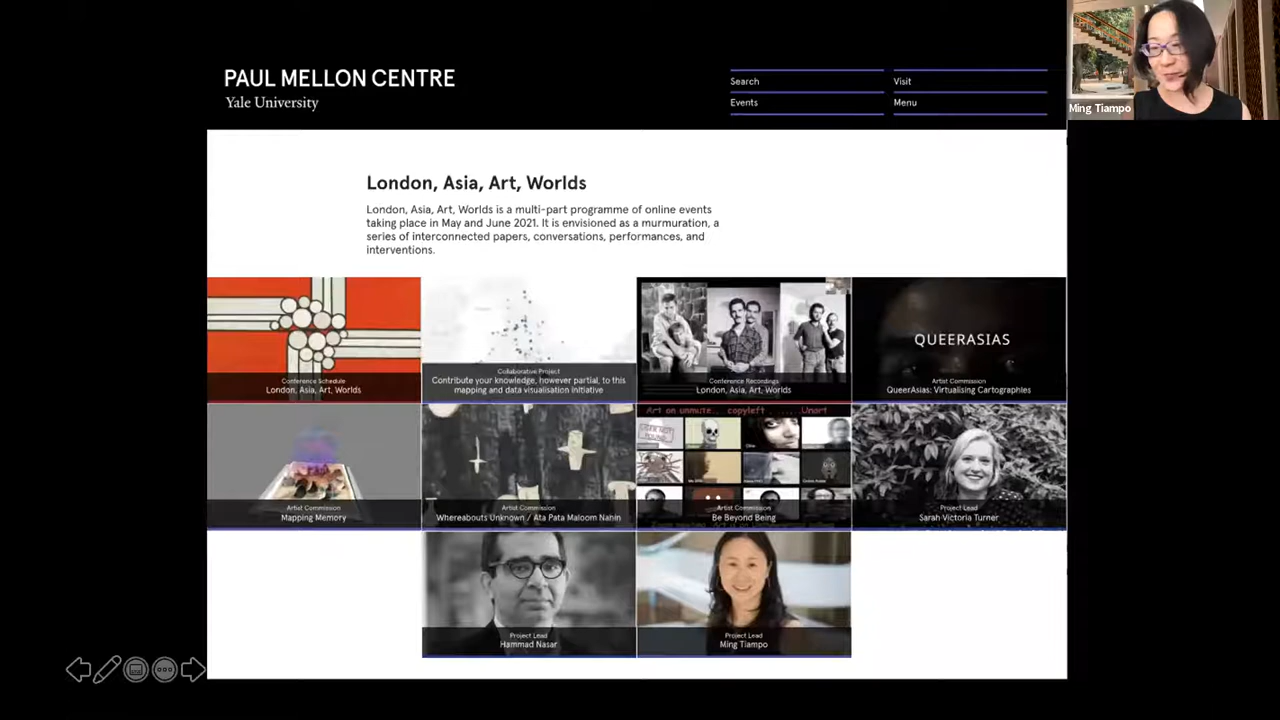 PAUL MELLON CENTRE
Yale University
Search
Visit
Events
Menu
Ming Tiampo
London, Asia, Art, Worlds
London, Asia, Art, Worlds is a multi-part programme of online events
taking place in May and June 2021. It is envisioned as a murmuration, a
series of interconnected papers, conversations, performances, and
interventions.
Conference Schedule
London, Asia, Art, Worlds
Collaborative Project
Contribute your knowledge, however partial, to this
mapping and data visualisation initiative
Conference Recordings
London, Asia, Art, Worlds
QUEERASIAS
Artist Commission
QueerAsias: Virtualising Cartographies
Artist Commission
Mapping Memory
Artist Commission
Whereabouts Unknown / Ata Pata Maloom Nahin
Art on unmute... copyleft ...... Unart
Artist Commission
Be Beyond Being
Project Lead
Sarah Victoria Turner
Project Lead
Hammad Nasar
Project Lead
Ming Tiampo